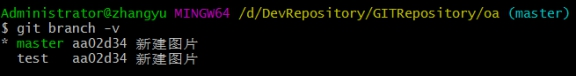 Administrator@zhangyu MINGW64 /d/DevRepository/GITRepository/oa (master)
$ git branch -v
* master aa02d34 新建图片
  test   aa02d34 新建图片